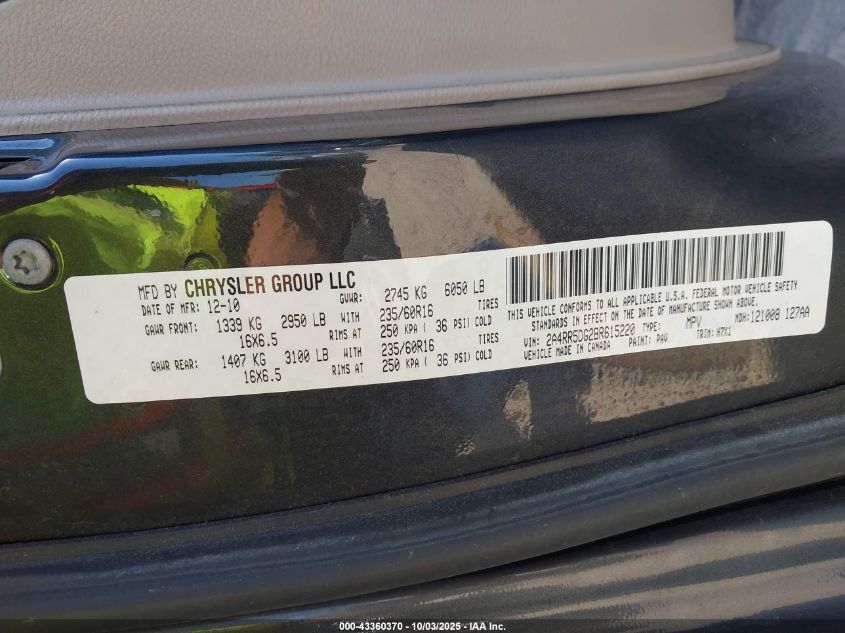 MFD BY CHRYSLER GROUP LLC
DATE OF MFR: 12-10 GVWR: 2745 KG 6050 LB
GAWR FRONT: 1339 KG 2950 LB WITH 235/60R16 TIRES
16X6.5 RIMS AT 250 KPA ( 36 PSI) COLD
GAWR REAR: 1407 KG 3100 LB WITH 235/60R16 TIRES
16X6.5 RIMS AT 250 KPA ( 36 PSI) COLD
THIS VEHICLE CONFORMS TO ALL APPLICABLE U.S.A. FEDERAL MOTOR VEHICLE SAFETY
STANDARDS IN EFFECT ON THE DATE OF MANUFACTURE SHOWN ABOVE.
VIN: 2A4RR5DG2BR615220 TYPE: MPV MDH:121008 127AA
VEHICLE MADE IN CANADA PAINT: PAV TRIM: H7X1
000-43360370 - 10/03/2025 - IAA Inc.